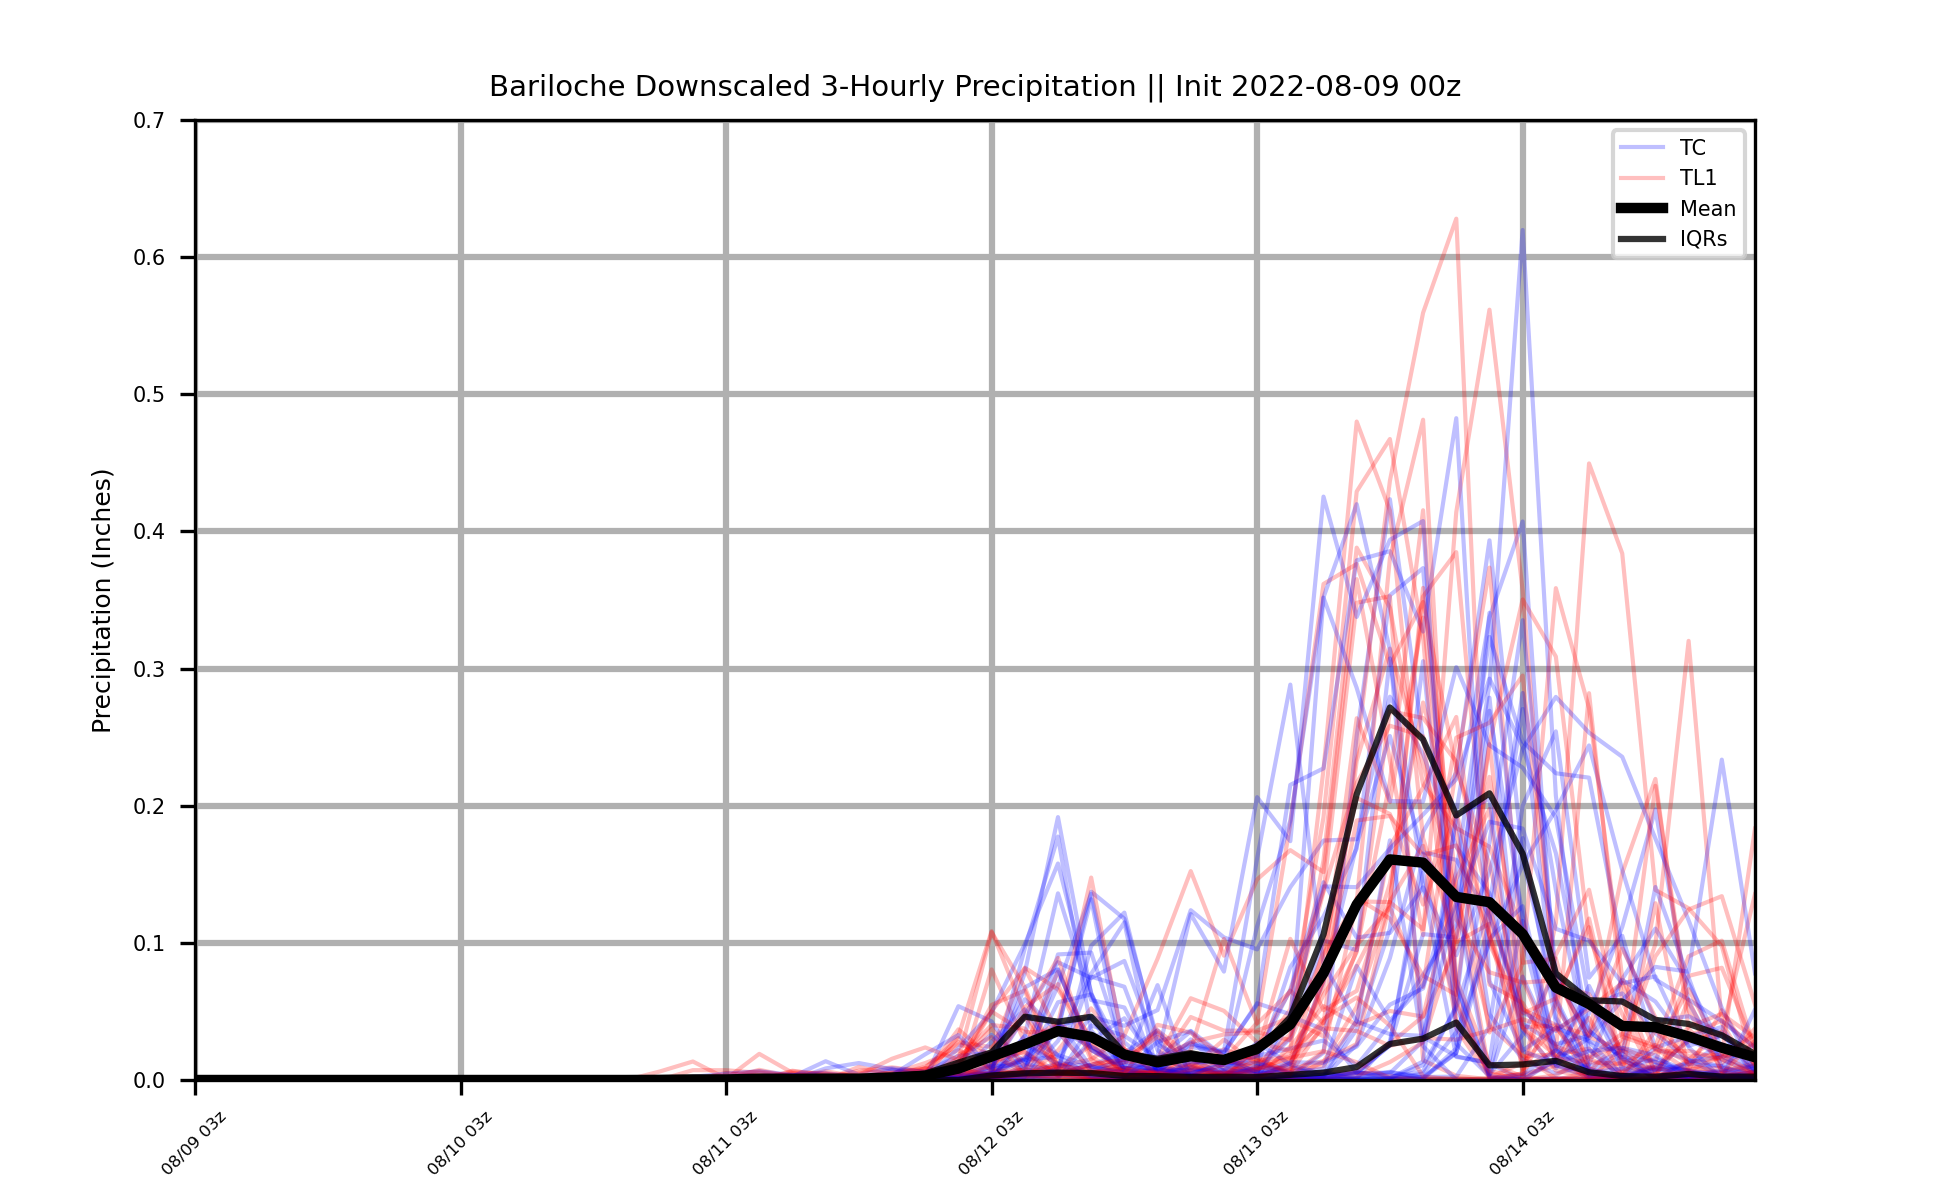 Bariloche Downscaled 3-Hourly Precipitation || Init 2022-08-09 00z
TC
TL1
Mean
IQRs
Precipitation (Inches)
0.7
0.6
0.5
0.4
0.3
0.2
0.1
0.0
08/09 03z
08/10 03z
08/11 03z
08/12 03z
08/13 03z
08/14 03z